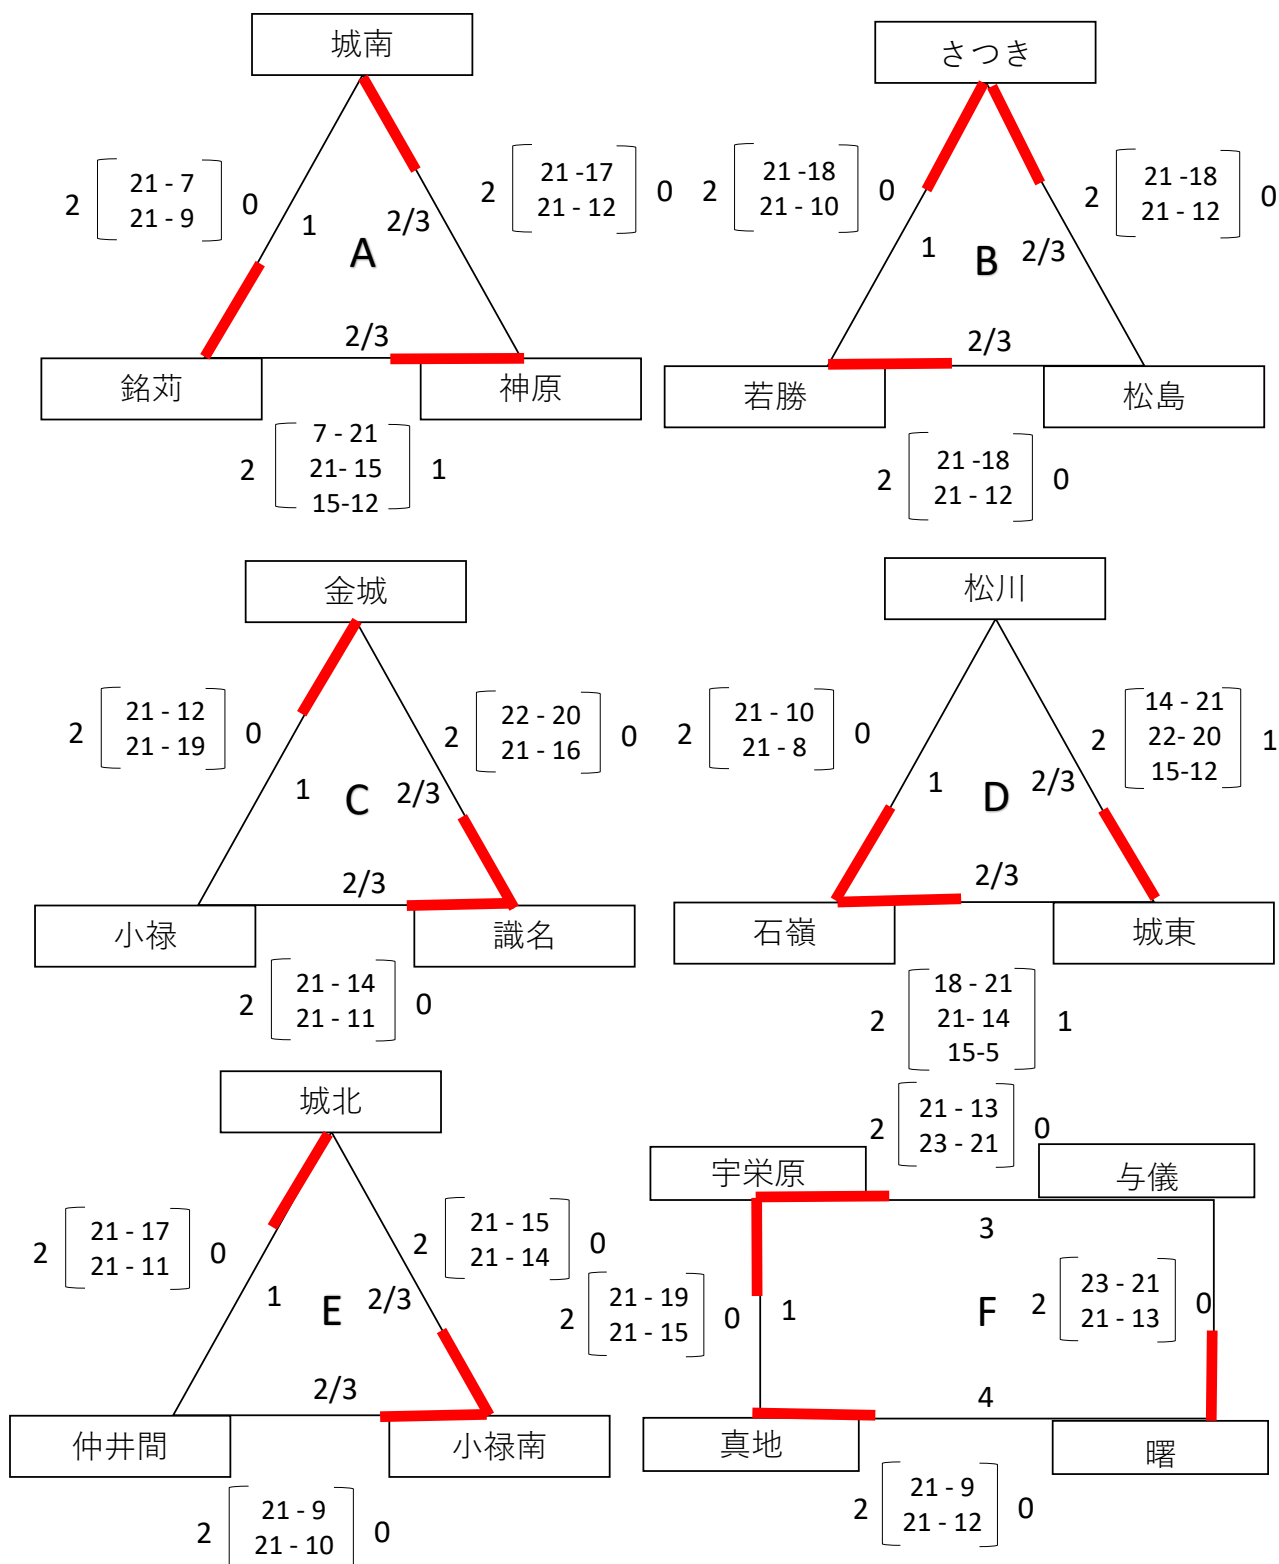 城南
2
21 - 7
21 - 9
0
2
21 -17
21 - 12
0
1
2/3
A
2/3
銘苅
神原
2
7 - 21
21- 15
15-12
1
さつき
2
21 -18
21 - 10
0
2
21 -18
21 - 12
0
1
2/3
B
2/3
若勝
松島
2
21 -18
21 - 12
0
金城
2
21 - 12
21 - 19
0
2
22 - 20
21 - 16
0
1
2/3
C
2/3
小禄
識名
2
21 - 14
21 - 11
0
松川
2
21 - 10
21 - 8
0
2
14 - 21
22- 20
15-12
1
1
2/3
D
2/3
石嶺
城東
2
18 - 21
21- 14
15-5
1
城北
2
21 - 17
21 - 11
0
2
21 - 15
21 - 14
0
1
2/3
E
2/3
仲井間
小禄南
2
21 - 9
21 - 10
0
2
21 - 13
23 - 21
0
宇栄原
与儀
3
2
21 - 19
21 - 15
0
1
F
2
23 - 21
21 - 13
0
4
真地
曙
2
21 - 9
21 - 12
0